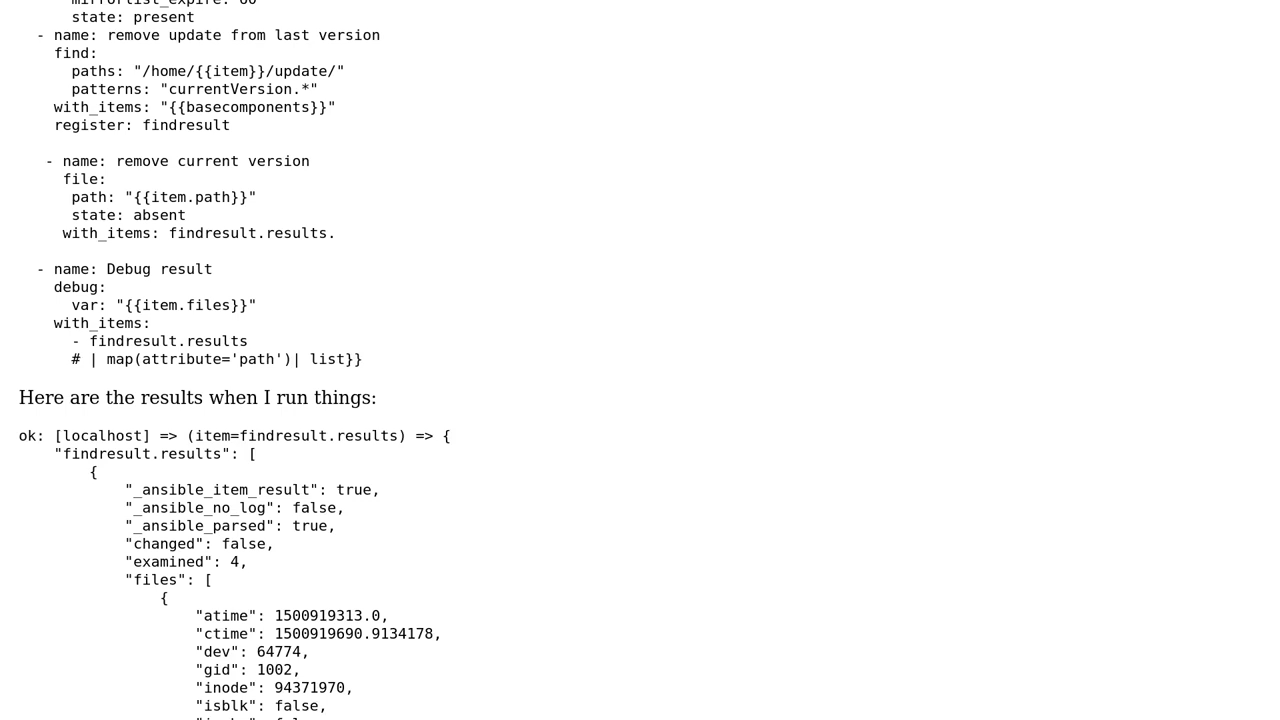 mirrorlist_expire: 60
state: present
- name: remove update from last version
find:
paths: "/home/{{item}}/update/"
patterns: "currentVersion.*"
with_items: "{{basecomponents}}"
register: findresult
- name: remove current version
file:
path: "{{item.path}}"
state: absent
with_items: findresult.results.
- name: Debug result
debug:
var: "{{item.files}}"
with_items:
- findresult.results
# | map(attribute='path')| list}}
Here are the results when I run things:
ok: [localhost] => (item=findresult.results) => {
"findresult.results": [
{
"_ansible_item_result": true,
"_ansible_no_log": false,
"_ansible_parsed": true,
"changed": false,
"examined": 4,
"files": [
{
"atime": 1500919313.0,
"ctime": 1500919690.9134178,
"dev": 64774,
"gid": 1002,
"inode": 94371970,
"isblk": false,